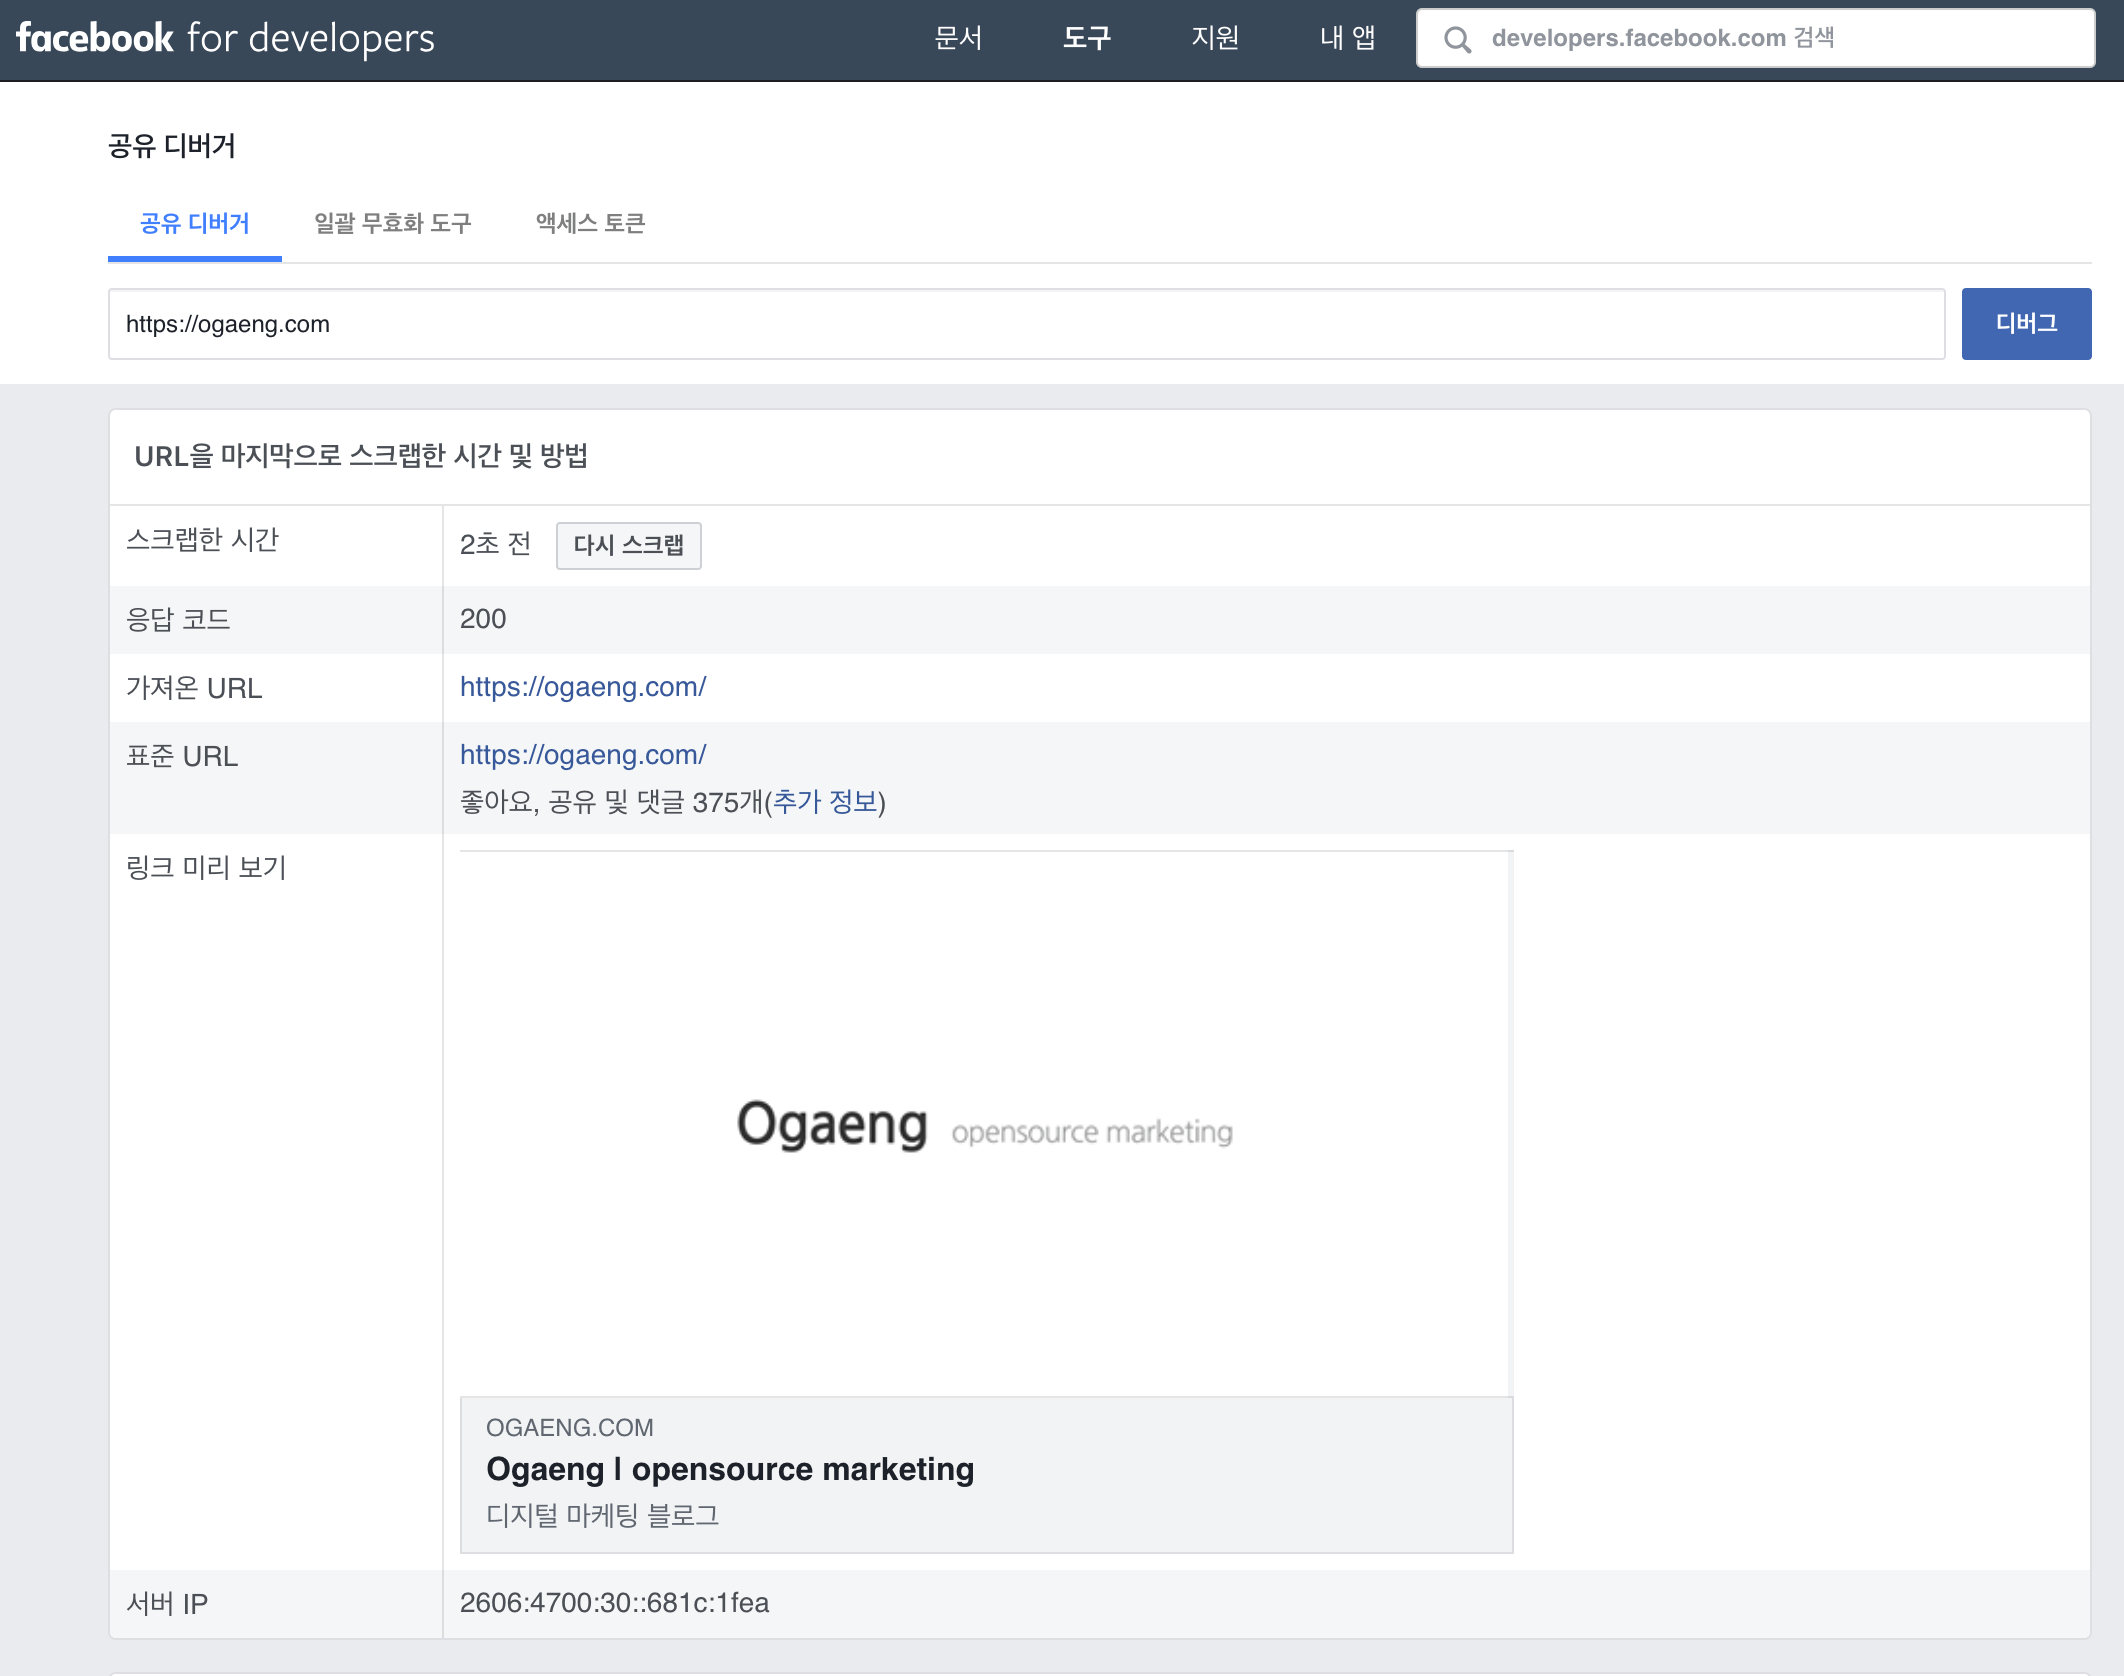 facebook for developers
문서 도구 지원 내 앱 developers.facebook.com 검색
공유 디버거
공유 디버거 일괄 무효화 도구 액세스 토큰
https://ogaeng.com 디버그
URL을 마지막으로 스크랩한 시간 및 방법
스크랩한 시간 2초 전 다시 스크랩
응답 코드 200
가져온 URL https://ogaeng.com/
표준 URL https://ogaeng.com/
좋아요, 공유 및 댓글 375개(추가 정보)
링크 미리 보기
Ogaeng opensource marketing
OGAENG.COM
Ogaeng | opensource marketing
디지털 마케팅 블로그
서버 IP 2606:4700:30::681c:1fea